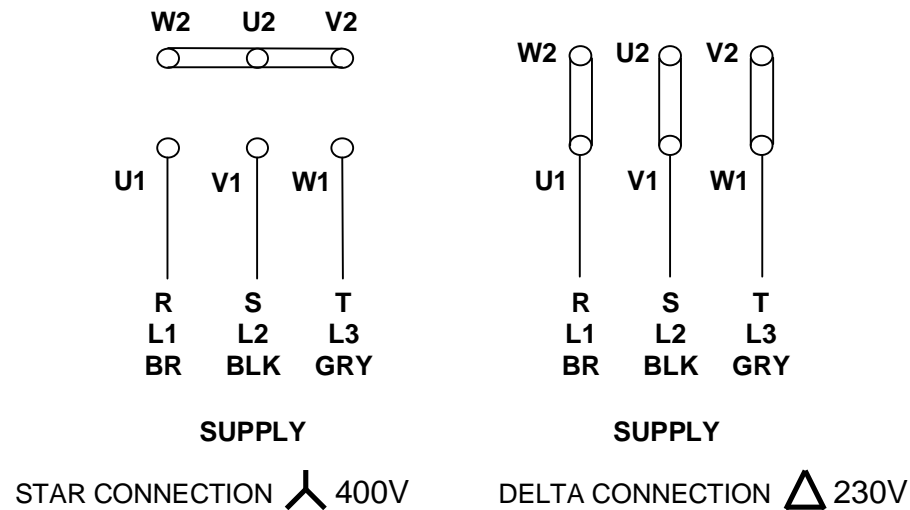 W2 U2 V2
U1 V1 W1
R S T
L1 L2 L3
BR BLK GRY
SUPPLY
STAR CONNECTION 400V
W2 U2 V2
U1 V1 W1
R S T
L1 L2 L3
BR BLK GRY
SUPPLY
DELTA CONNECTION 230V